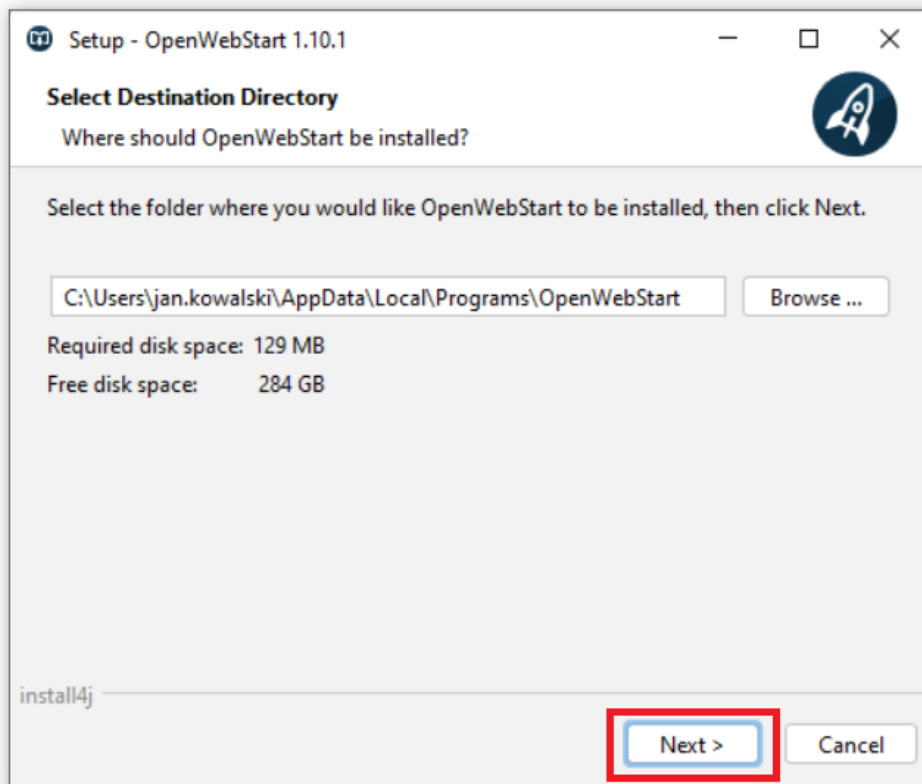 Setup - OpenWebStart 1.10.1
Select Destination Directory
Where should OpenWebStart be installed?
Select the folder where you would like OpenWebStart to be installed, then click Next.
C:\Users\jan.kowalski\AppData\Local\Programs\OpenWebStart
Browse ...
Required disk space: 129 MB
Free disk space: 284 GB
install4j
Next >
Cancel